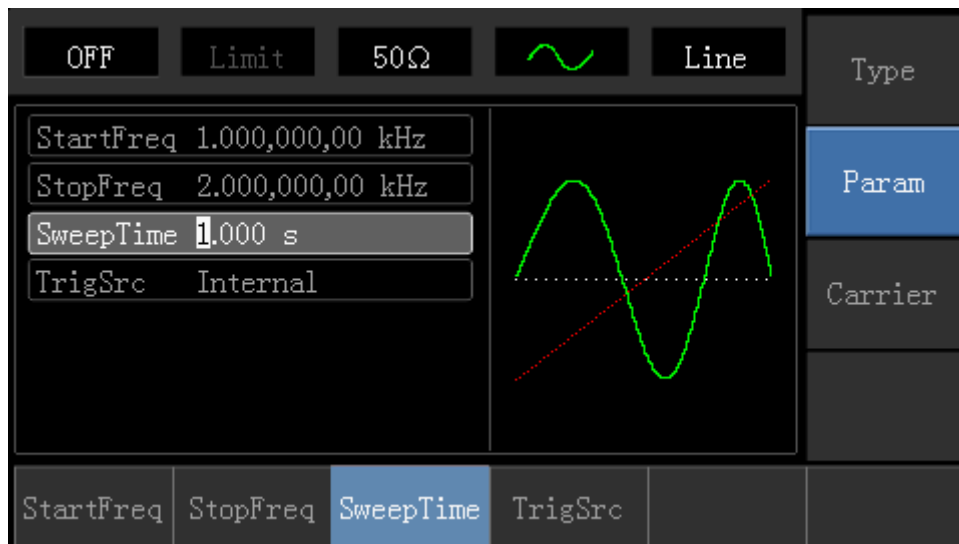 OFF Limit 50Ω Line
Type
StartFreq 1.000,000,00 kHz
StopFreq 2.000,000,00 kHz
Param
SweepTime 1.000 s
TrigSrc Internal
Carrier
StartFreq StopFreq SweepTime TrigSrc